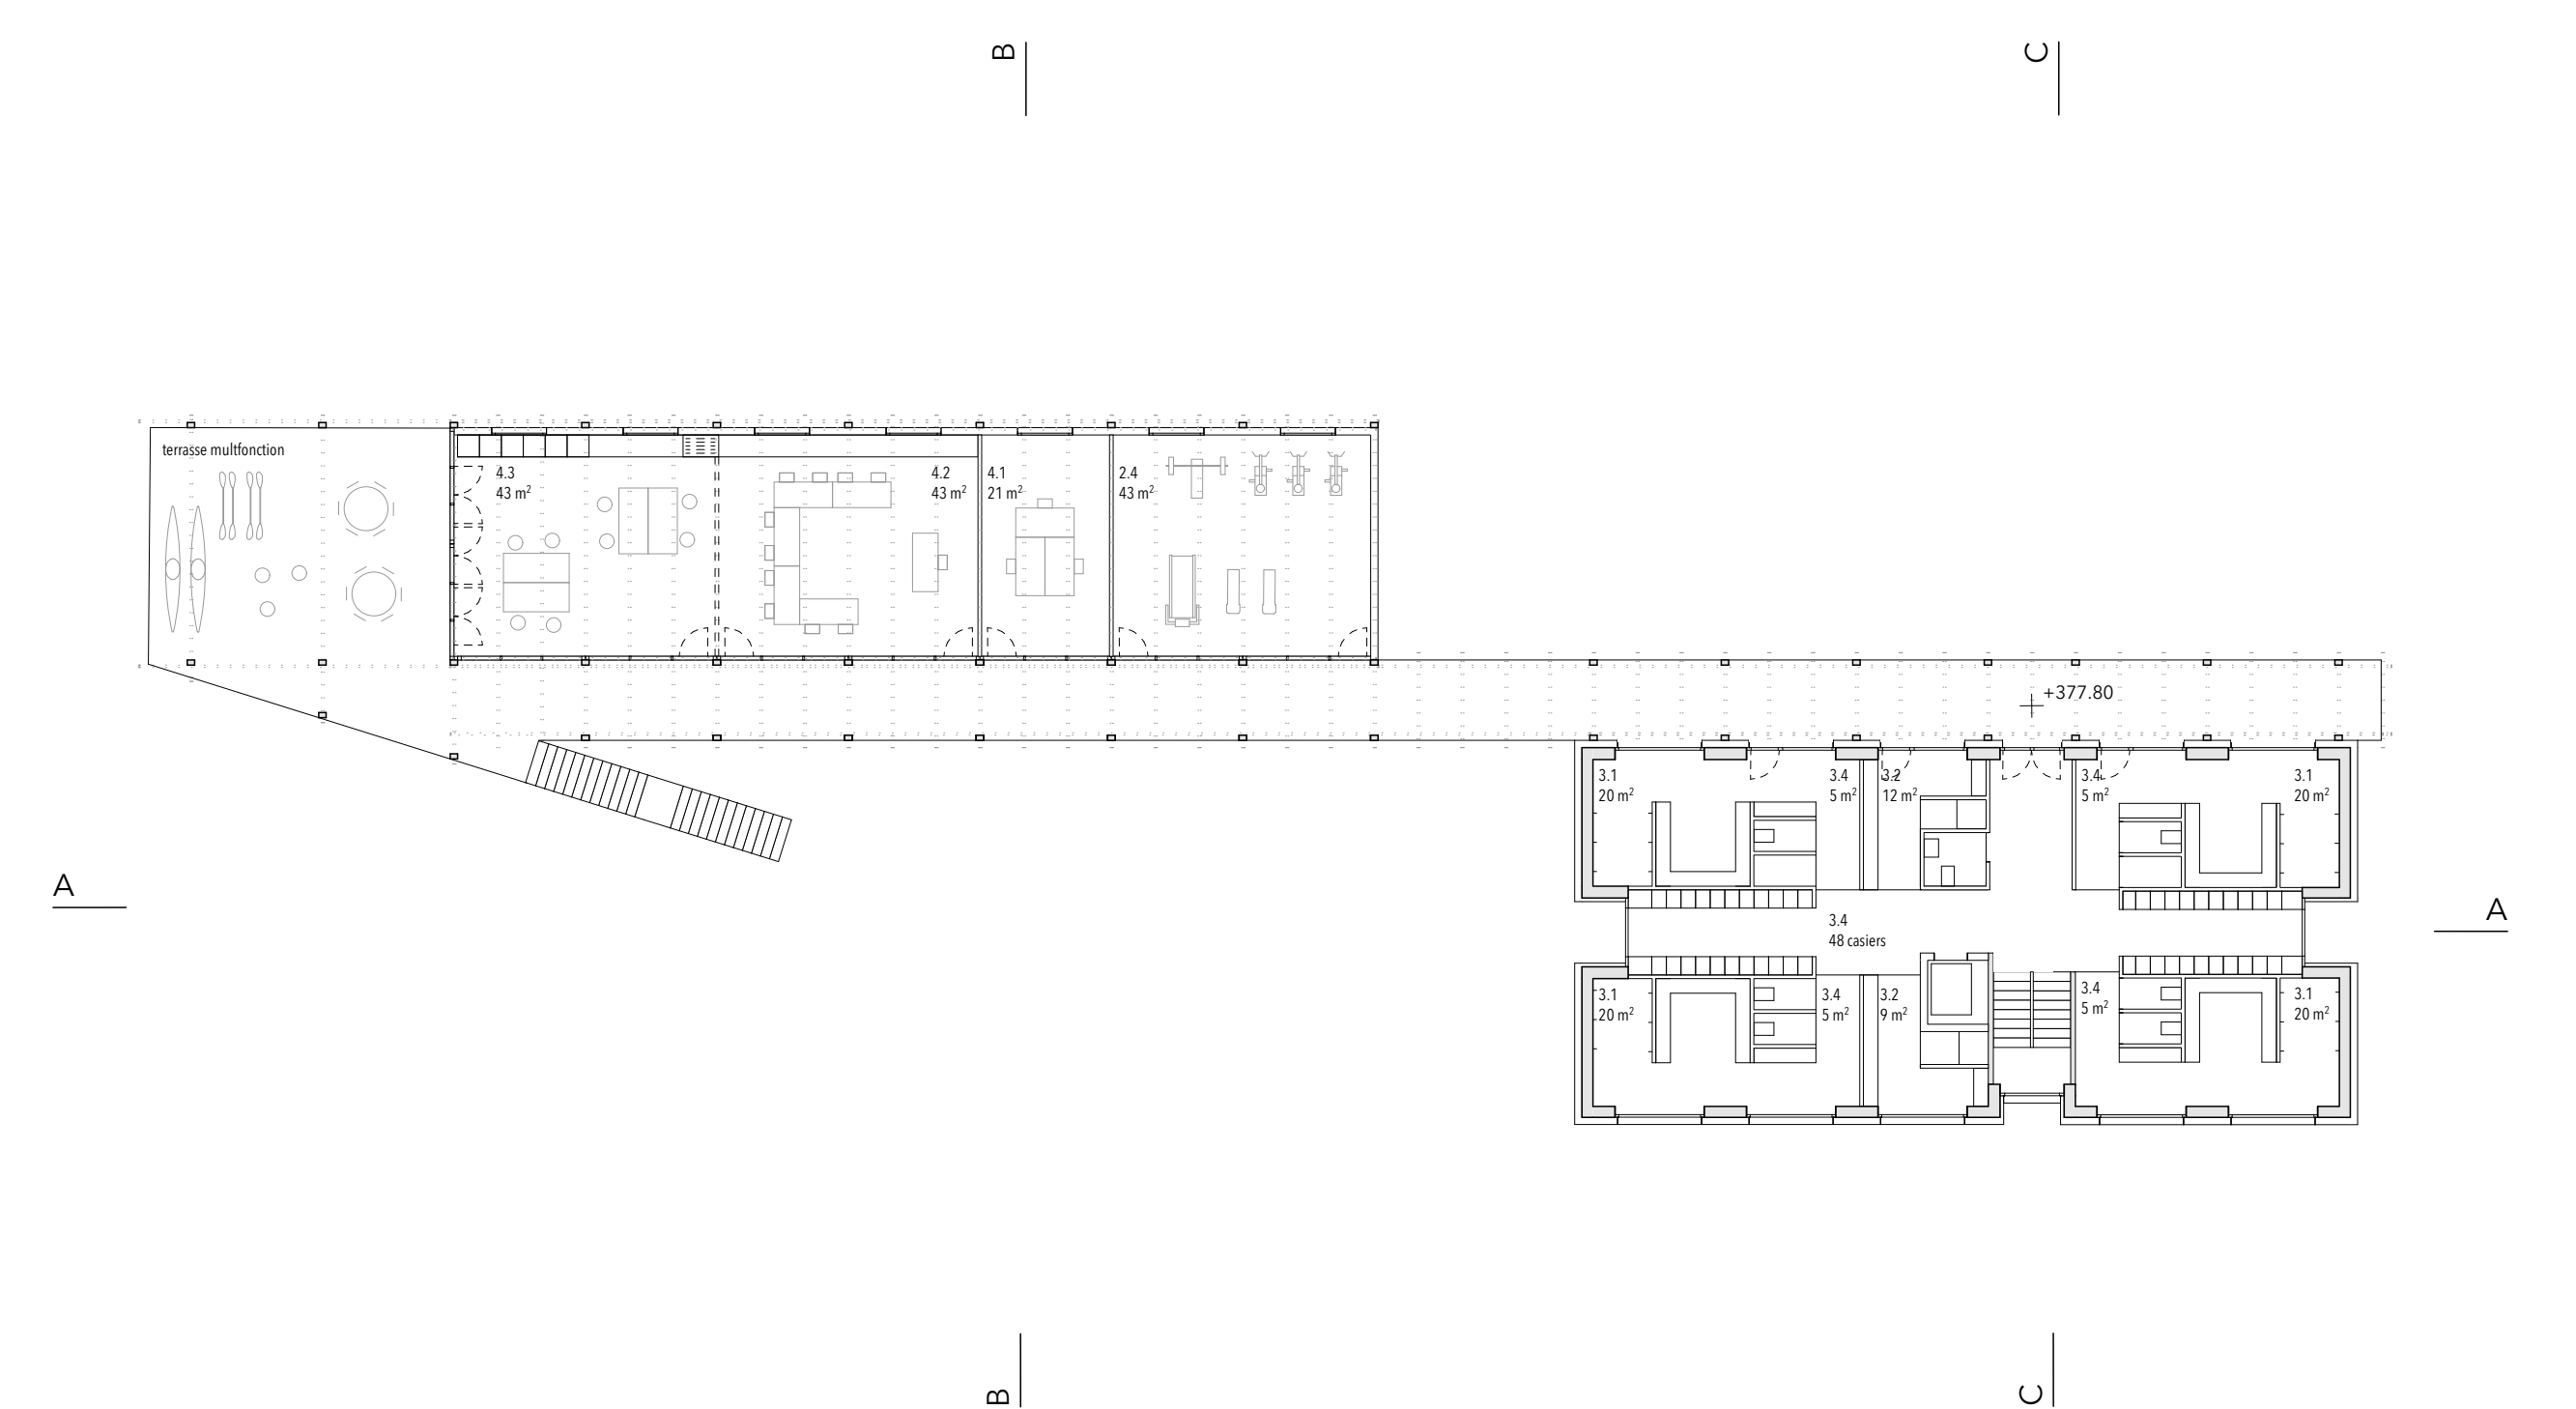 B
C
terrasse multfonction
4.3
43 m²
4.2
43 m²
4.1
21 m²
2.4
43 m²
+377.80
3.1
20 m²
3.4
5 m²
3.2
12 m²
3.4
5 m²
3.1
20 m²
A
A
3.4
48 casiers
3.1
20 m²
3.4
5 m²
3.2
9 m²
3.4
5 m²
3.1
20 m²
B
C